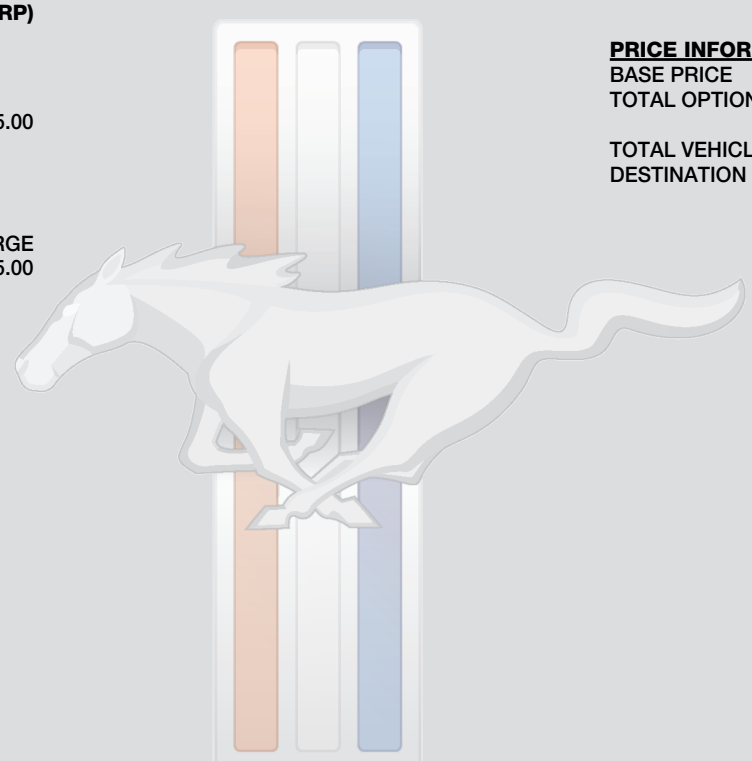 RP)
5.00
RGE
5.00
PRICE INFOR
BASE PRICE
TOTAL OPTION
TOTAL VEHICL
DESTINATION